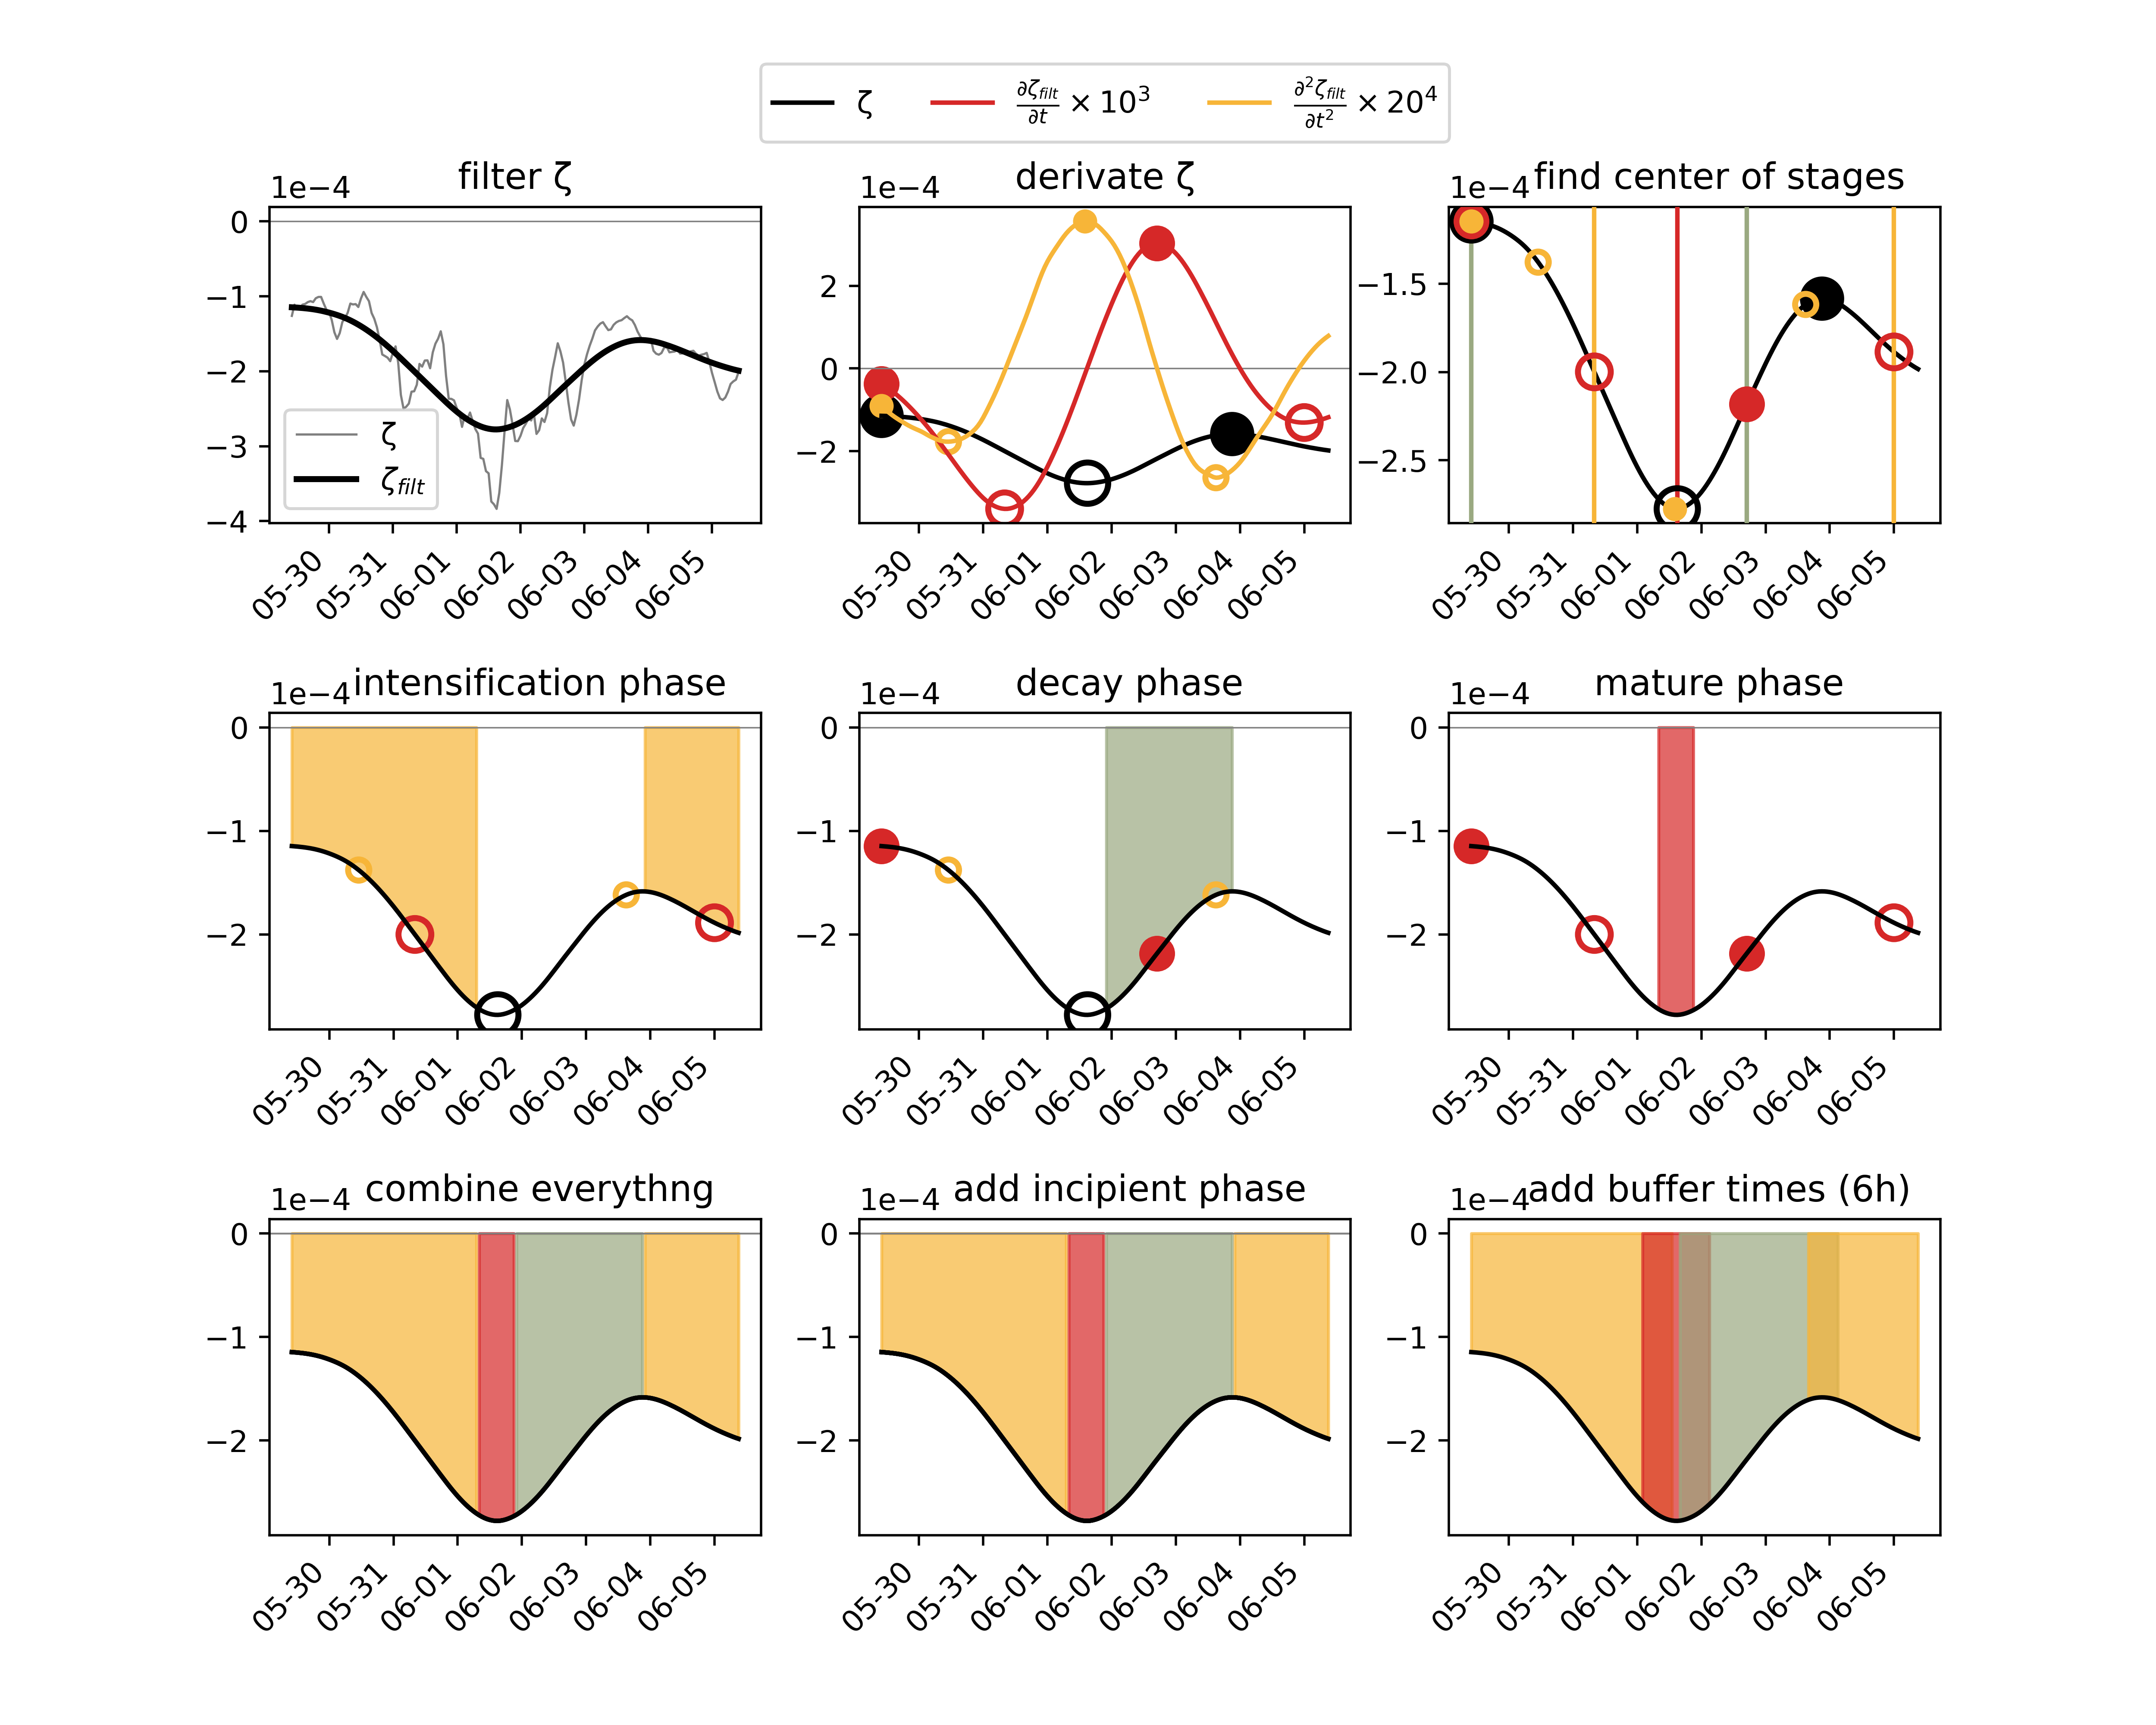 ζ ∂ζfilt/∂t × 10³ ∂²ζfilt/∂t² × 20⁴
filter ζ
1e−4
0
−1
−2
−3
−4
ζ
ζfilt
05-30 05-31 06-01 06-02 06-03 06-04 06-05
derivate ζ
1e−4
2
0
−2
05-30 05-31 06-01 06-02 06-03 06-04 06-05
find center of stages
1e−4
−1.5
−2.0
−2.5
05-30 05-31 06-01 06-02 06-03 06-04 06-05
intensification phase
1e−4
0
−1
−2
05-30 05-31 06-01 06-02 06-03 06-04 06-05
decay phase
1e−4
0
−1
−2
05-30 05-31 06-01 06-02 06-03 06-04 06-05
mature phase
1e−4
0
−1
−2
05-30 05-31 06-01 06-02 06-03 06-04 06-05
combine everythng
1e−4
0
−1
−2
05-30 05-31 06-01 06-02 06-03 06-04 06-05
add incipient phase
1e−4
0
−1
−2
05-30 05-31 06-01 06-02 06-03 06-04 06-05
add buffer times (6h)
1e−4
0
−1
−2
05-30 05-31 06-01 06-02 06-03 06-04 06-05